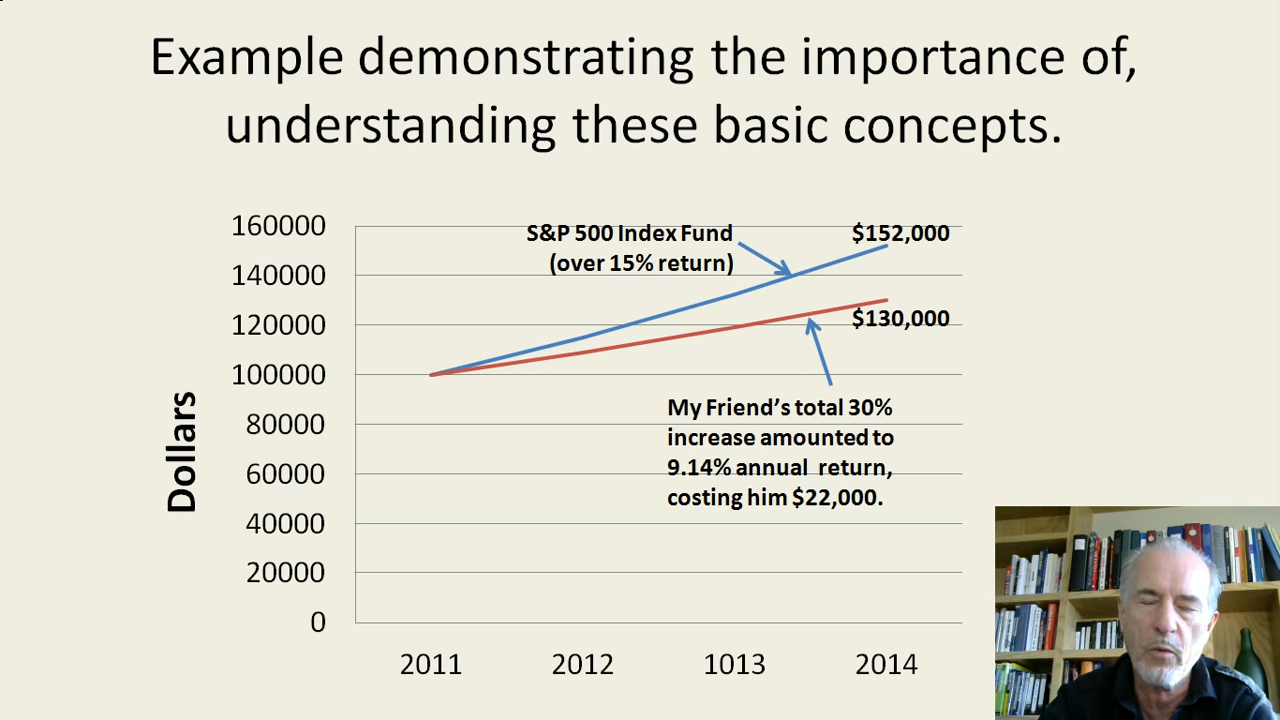 Example demonstrating the importance of,
understanding these basic concepts.
160000
140000
120000
100000
80000
60000
40000
20000
0
Dollars
S&P 500 Index Fund
(over 15% return)
$152,000
$130,000
My Friend's total 30%
increase amounted to
9.14% annual return,
costing him $22,000.
2011
2012
1013
2014